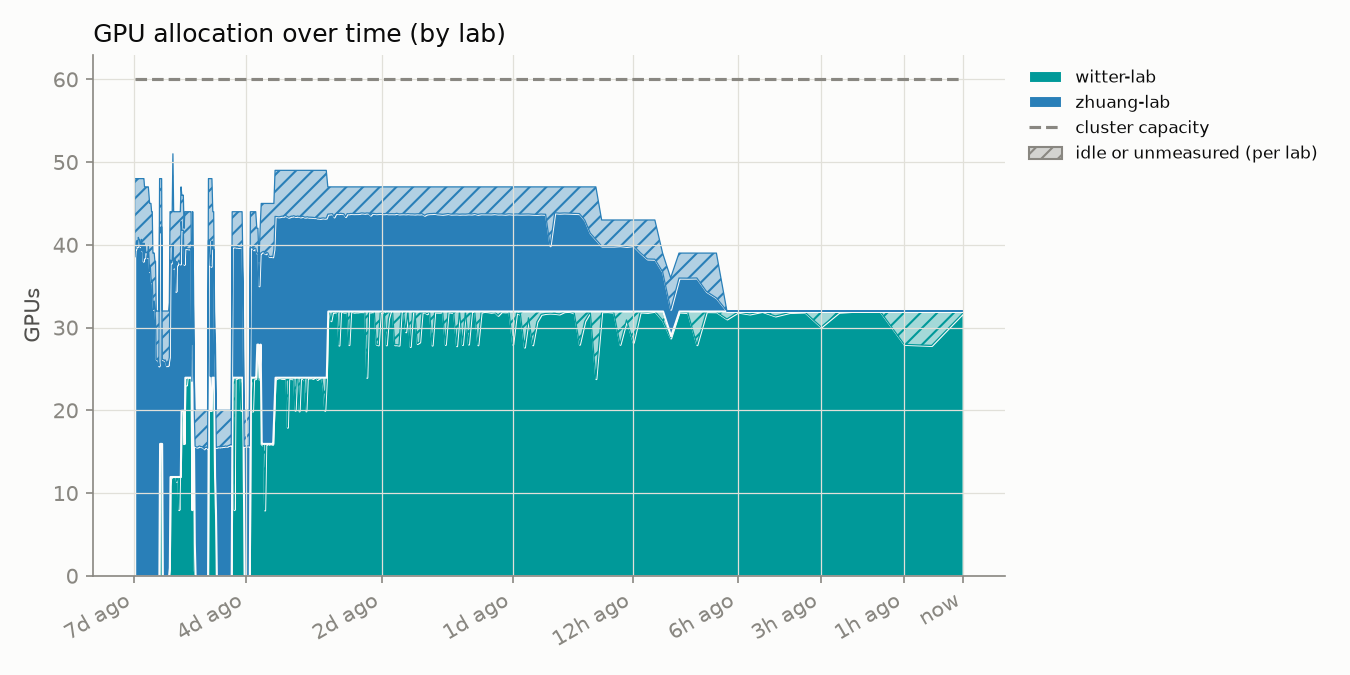 GPU allocation over time (by lab)
GPUs
60
50
40
30
20
10
0
7d ago
4d ago
2d ago
1d ago
12h ago
6h ago
3h ago
1h ago
now
witter-lab
zhuang-lab
cluster capacity
idle or unmeasured (per lab)